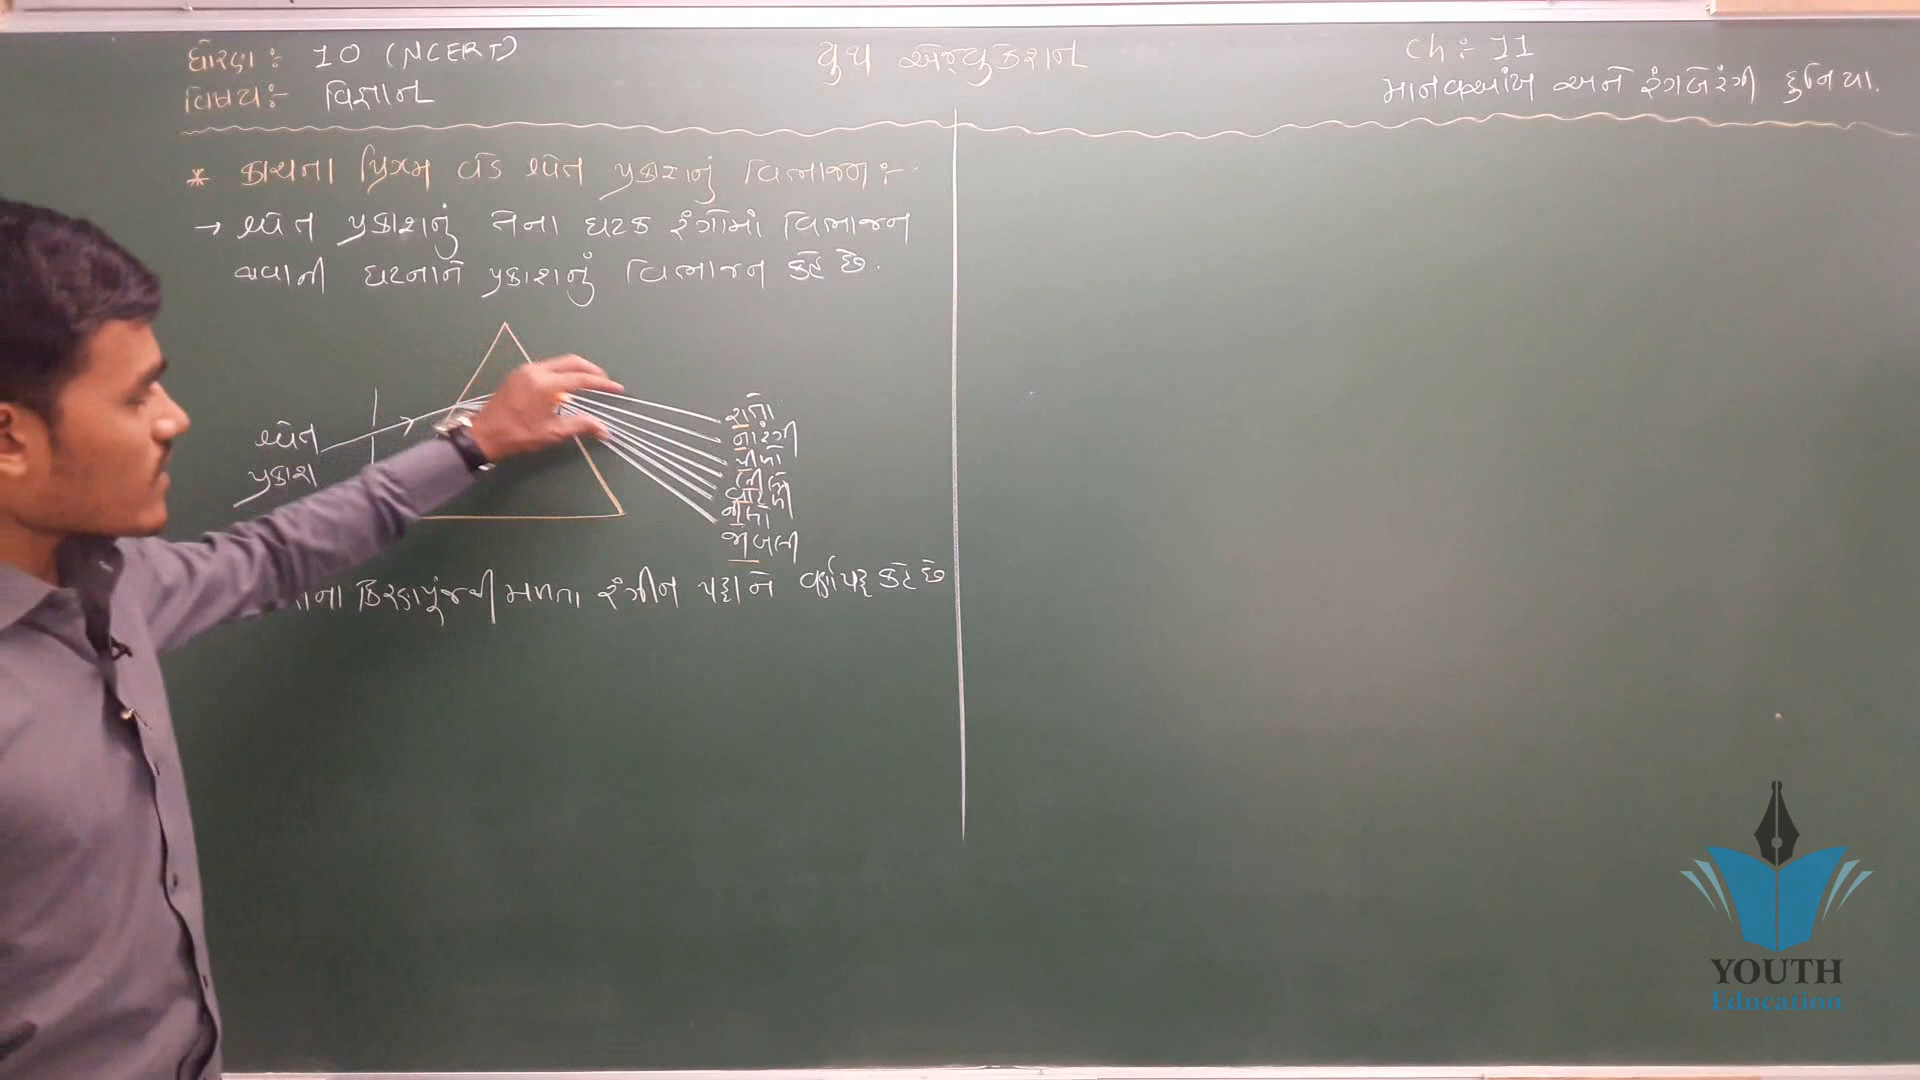 ધોરણ :- 10 (NCERT)
વિષય :- વિજ્ઞાન
યુથ એજ્યુકેશન
Ch :- 11
માનવઆંખ અને રંગબેરંગી દુનિયા.
* કાચના પ્રિઝમ વડે શ્વેત પ્રકાશનું વિભાજન :-
→ શ્વેત પ્રકાશનું તેના ઘટક રંગોમાં વિભાજન
થવાની ઘટનાને પ્રકાશનું વિભાજન કહે છે.
શ્વેત
પ્રકાશ
રાતો
નારંગી
પીળો
લીલો
વાદળી
નીલો
જાંબલી
કિરણપૂંજથી મળતા રંગીન પટ્ટાને વર્ણપટ કહે છે
YOUTH
Education